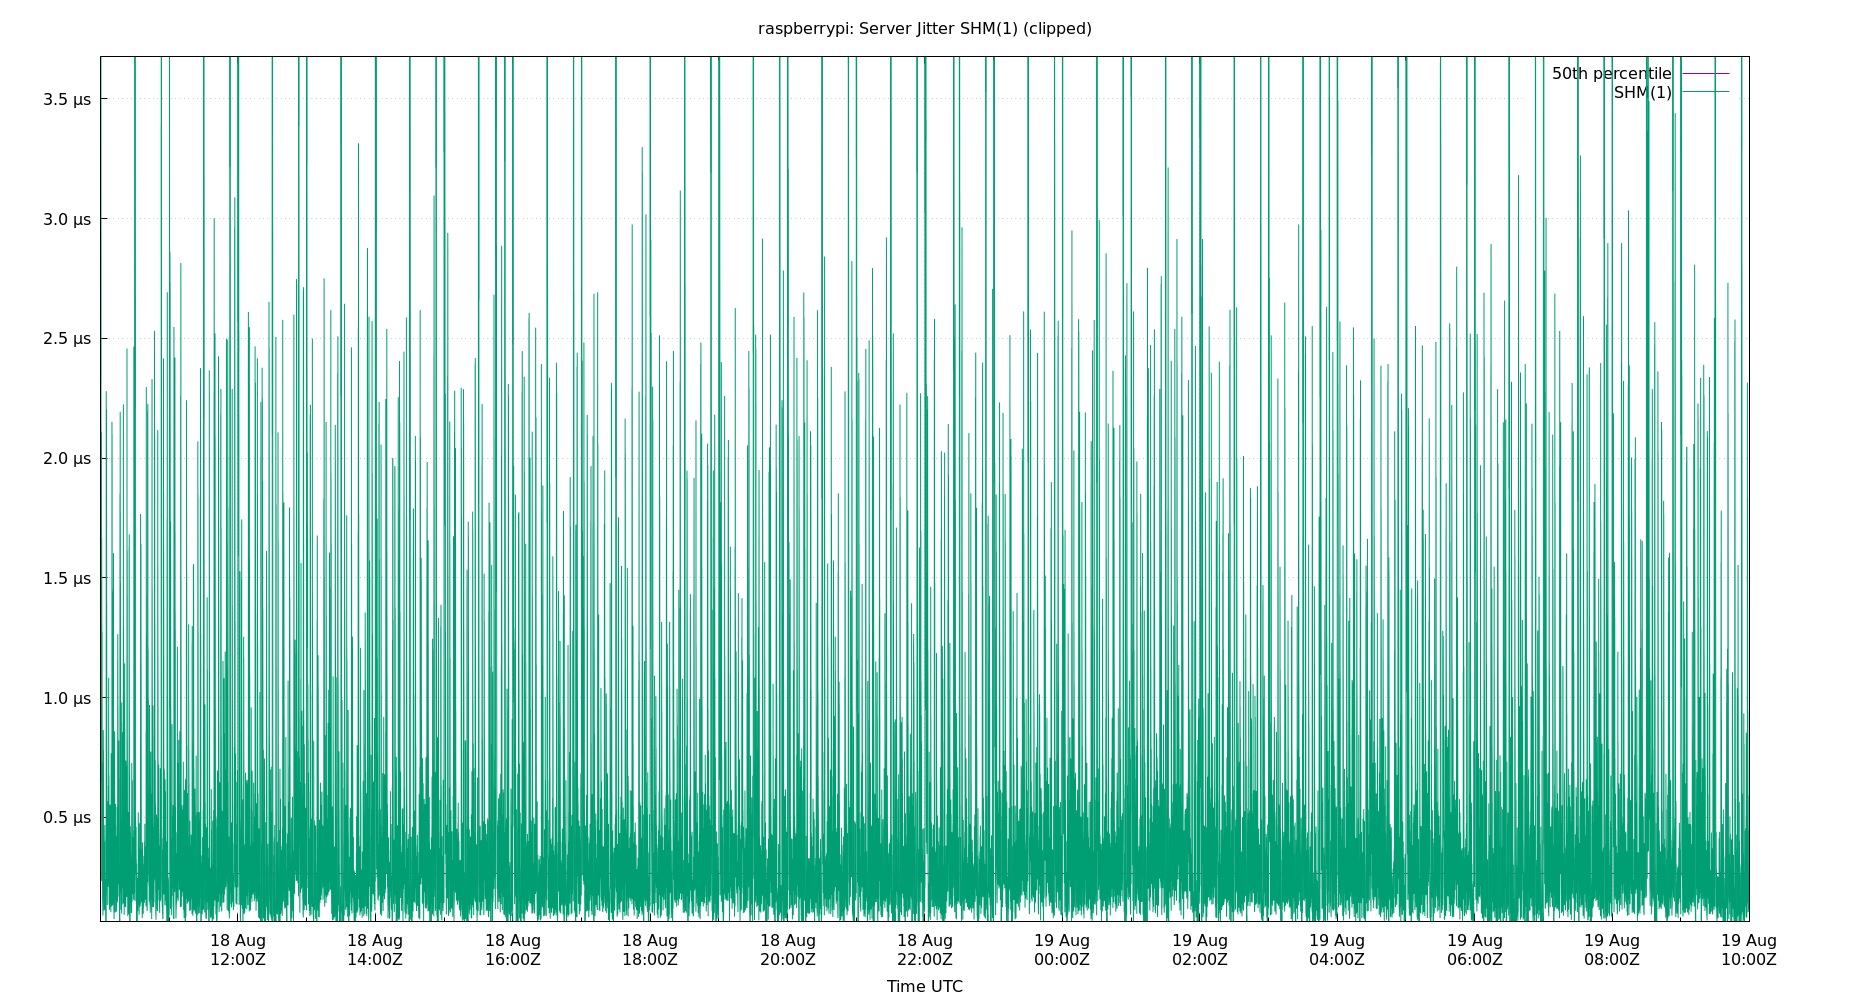 raspberrypi: Server Jitter SHM(1) (clipped)
50th percentile
SHM(1)
3.5 µs
3.0 µs
2.5 µs
2.0 µs
1.5 µs
1.0 µs
0.5 µs
18 Aug 18 Aug 18 Aug 18 Aug 18 Aug 18 Aug 19 Aug 19 Aug 19 Aug 19 Aug 19 Aug 19 Aug
12:00Z 14:00Z 16:00Z 18:00Z 20:00Z 22:00Z 00:00Z 02:00Z 04:00Z 06:00Z 08:00Z 10:00Z
Time UTC